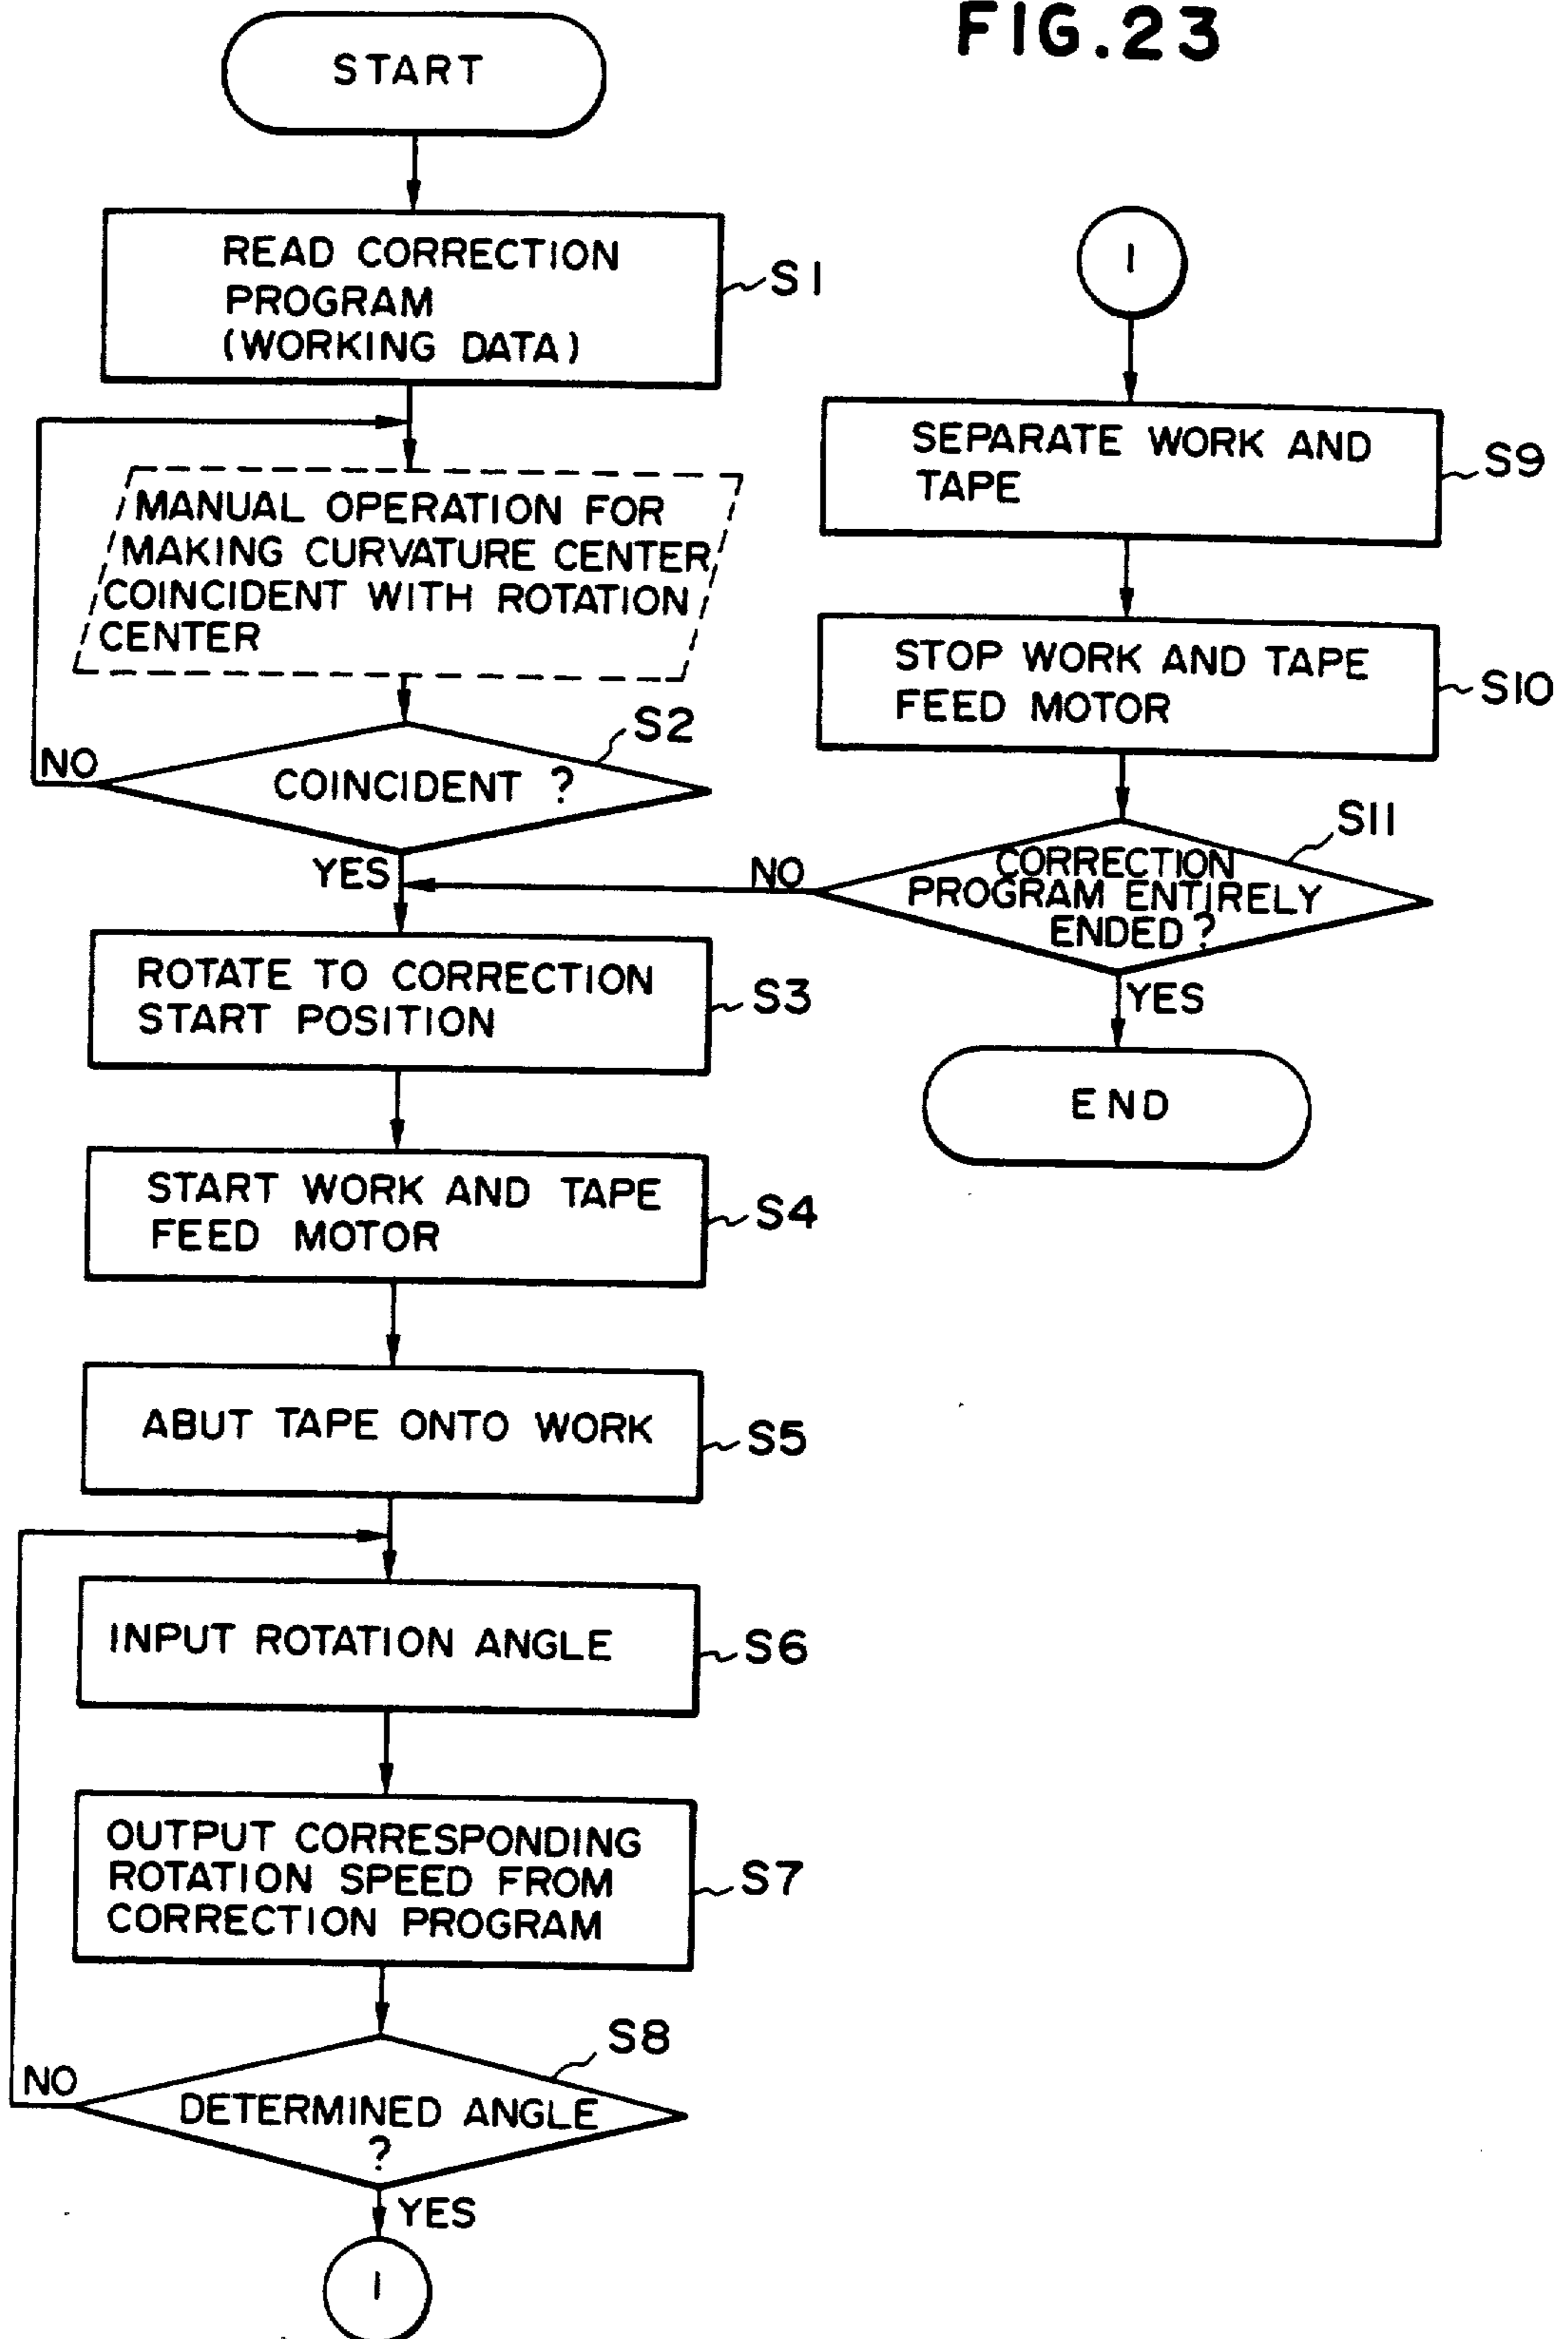 FIG.23
START
READ CORRECTION
PROGRAM
(WORKING DATA)
S1
MANUAL OPERATION FOR
MAKING CURVATURE CENTER
COINCIDENT WITH ROTATION
CENTER
S2
COINCIDENT ?
NO
YES
ROTATE TO CORRECTION
START POSITION
S3
START WORK AND TAPE
FEED MOTOR
S4
ABUT TAPE ONTO WORK
S5
INPUT ROTATION ANGLE
S6
OUTPUT CORRESPONDING
ROTATION SPEED FROM
CORRECTION PROGRAM
S7
S8
DETERMINED ANGLE
?
NO
YES
1
1
SEPARATE WORK AND
TAPE
S9
STOP WORK AND TAPE
FEED MOTOR
S10
S11
CORRECTION
PROGRAM ENTIRELY
ENDED?
NO
YES
END